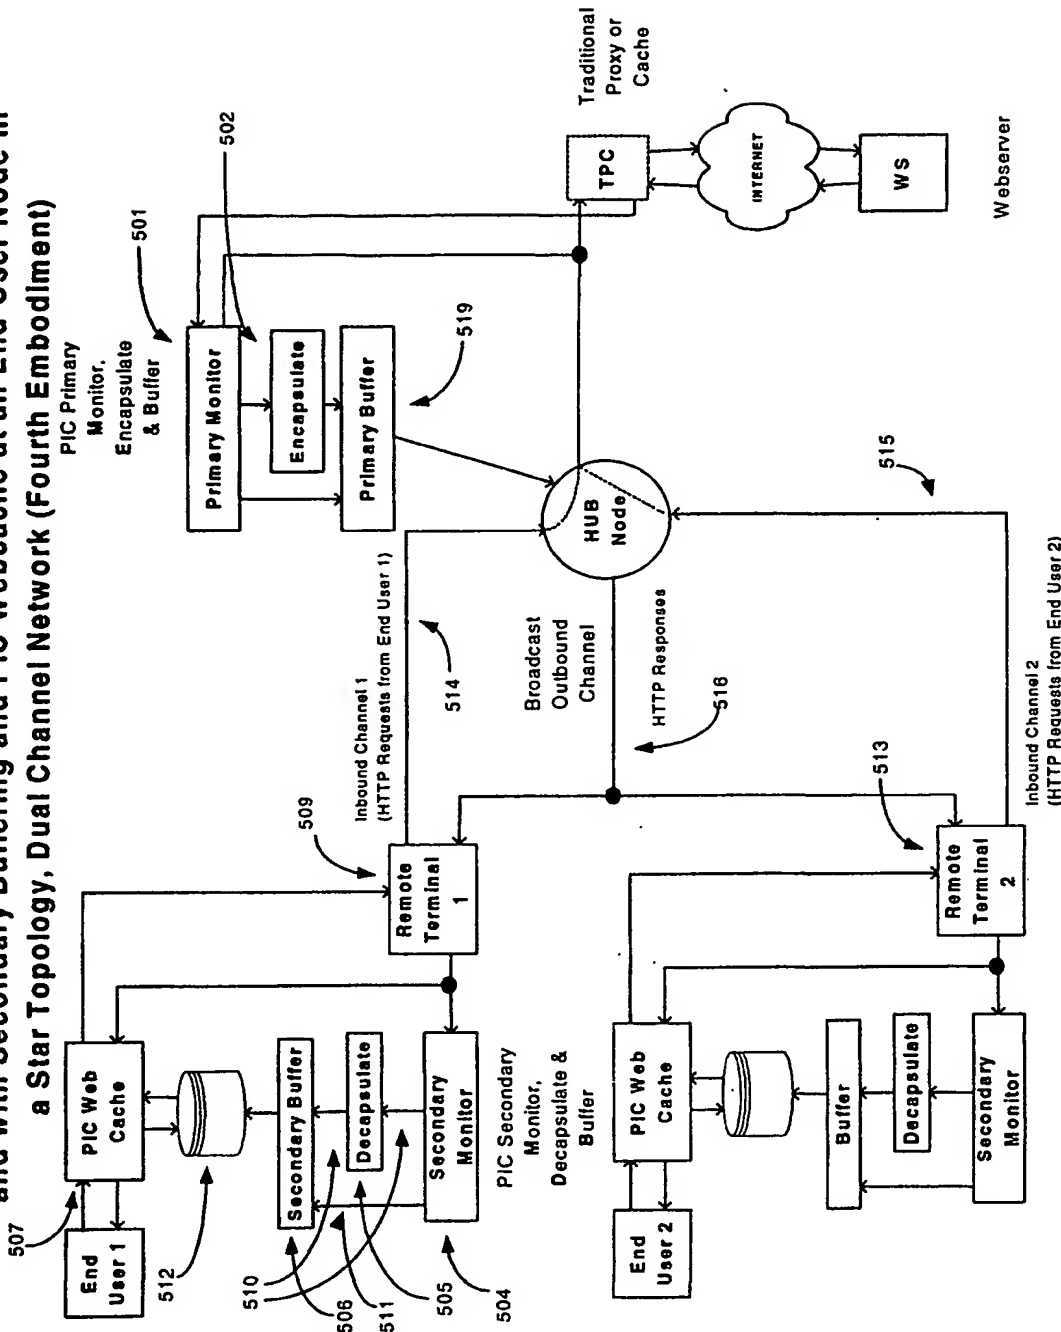 and with Secondary Buffering and PIC Webcache at an End User Node in
a Star Topology, Dual Channel Network (Fourth Embodiment)
PIC Primary
Monitor,
Encapsulate
& Buffer
501
502
519
Primary Monitor
Encapsulate
Primary Buffer
Traditional
Proxy or
Cache
TPC
INTERNET
WS
Webserver
HUB
Node
515
Inbound Channel 1
(HTTP Requests from End User 1)
514
Broadcast
Outbound
Channel
HTTP Responses
516
Inbound Channel 2
(HTTP Requests from End User 2)
509
Remote
Terminal
1
513
Remote
Terminal
2
507
PIC Web
Cache
End
User 1
512
Secondary Buffer
Decapsulate
Secondary
Monitor
510
506
511
505
504
PIC Secondary
Monitor,
Decapsulate &
Buffer
PIC Web
Cache
End
User 2
Buffer
Decapsulate
Secondary
Monitor